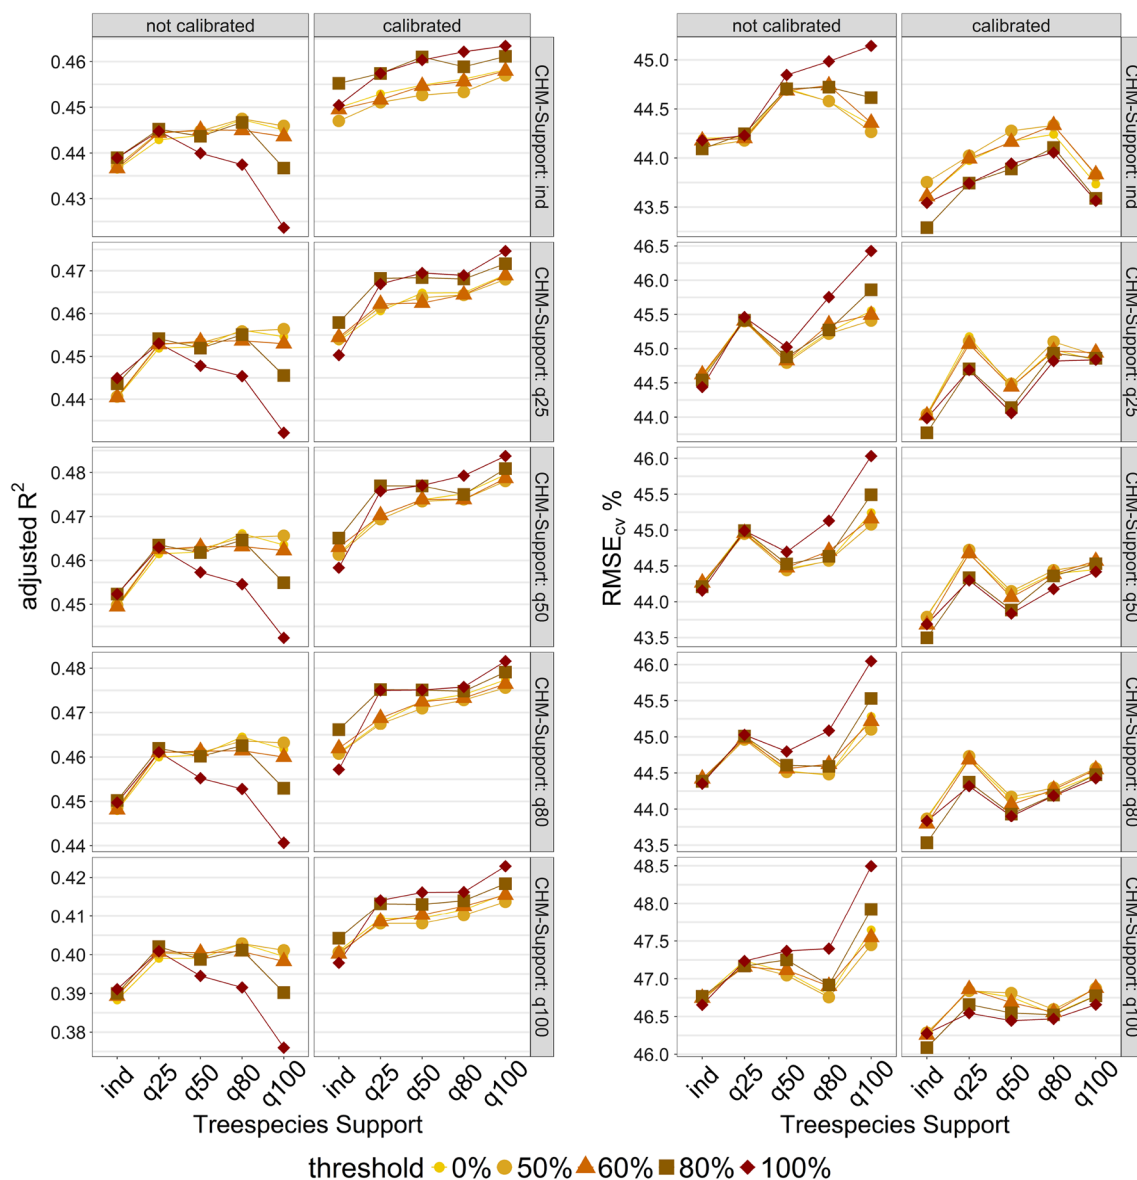 not calibrated
calibrated
not calibrated
calibrated
adjusted R²
0.46
0.45
0.44
0.43
CHM-Support: ind
0.47
0.46
0.45
0.44
CHM-Support: q25
0.48
0.47
0.46
0.45
CHM-Support: q50
0.48
0.47
0.46
0.45
0.44
CHM-Support: q80
0.42
0.41
0.40
0.39
0.38
CHM-Support: q100
ind q25 q50 q80 q100 ind q25 q50 q80 q100
Treespecies Support
RMSEcv %
45.0
44.5
44.0
43.5
CHM-Support: ind
46.5
46.0
45.5
45.0
44.5
44.0
CHM-Support: q25
46.0
45.5
45.0
44.5
44.0
43.5
CHM-Support: q50
46.0
45.5
45.0
44.5
44.0
43.5
CHM-Support: q80
48.5
48.0
47.5
47.0
46.5
46.0
CHM-Support: q100
ind q25 q50 q80 q100 ind q25 q50 q80 q100
Treespecies Support
threshold 0% 50% 60% 80% 100%